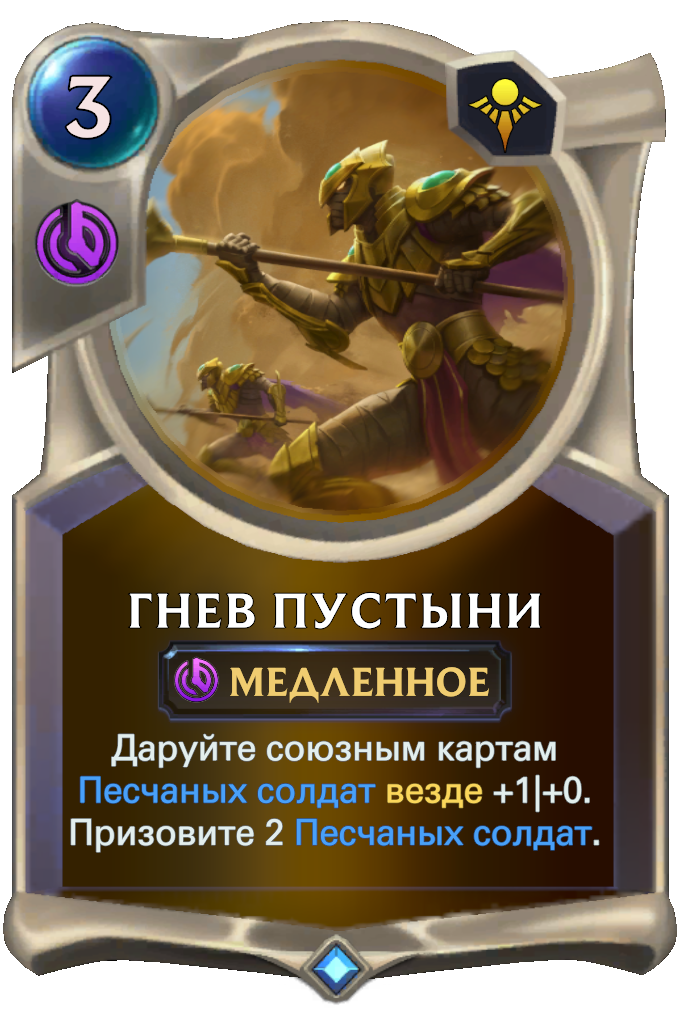 3
ГНЕВ ПУСТЫНИ
МЕДЛЕННОЕ
Даруйте союзным картам
Песчаных солдат везде +1|+0.
Призовите 2 Песчаных солдат.